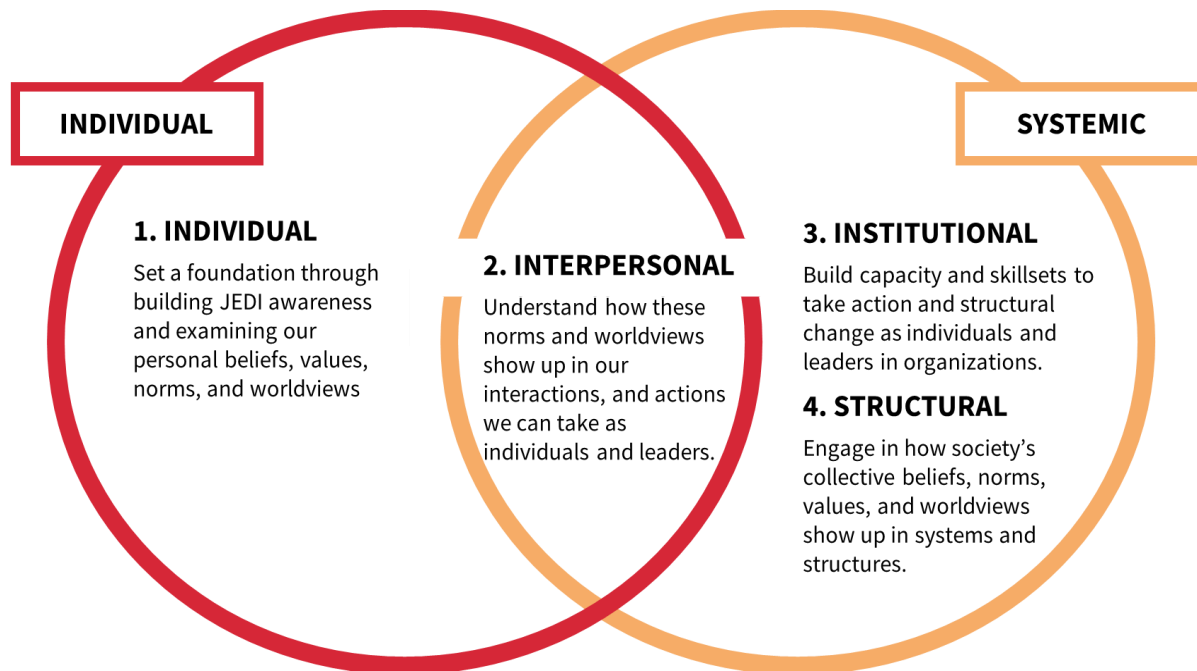 INDIVIDUAL
SYSTEMIC
1. INDIVIDUAL
Set a foundation through
building JEDI awareness
and examining our
personal beliefs, values,
norms, and worldviews
2. INTERPERSONAL
Understand how these
norms and worldviews
show up in our
interactions, and actions
we can take as
individuals and leaders.
3. INSTITUTIONAL
Build capacity and skillsets to
take action and structural
change as individuals and
leaders in organizations.
4. STRUCTURAL
Engage in how society’s
collective beliefs, norms,
values, and worldviews
show up in systems and
structures.